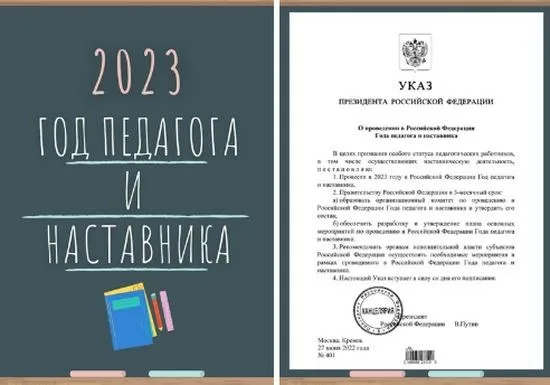 2023
ГОД ПЕДАГОГА
И
НАСТАВНИКА
УКАЗ
ПРЕЗИДЕНТА РОССИЙСКОЙ ФЕДЕРАЦИИ
О проведении в Российской Федерации
Года педагога и наставника
В целях признания особого статуса педагогических работников,
в том числе осуществляющих наставническую деятельность,
постановляю:
1. Провести в 2023 году в Российской Федерации Год педагога
и наставника.
2. Правительству Российской Федерации в 3-месячный срок:
а) образовать организационный комитет по проведению в
Российской Федерации Года педагога и наставника и утвердить его
состав;
б) обеспечить разработку и утверждение плана основных
мероприятий по проведению в Российской Федерации Года педагога
и наставника.
3. Рекомендовать органам исполнительной власти субъектов
Российской Федерации осуществлять необходимые мероприятия в
рамках проводимого в Российской Федерации Года педагога и
наставника.
4. Настоящий Указ вступает в силу со дня его подписания.
КАНЦЕЛЯРИЯ
Президент
Российской Федерации В.Путин
Москва, Кремль
27 июня 2022 года
№ 401